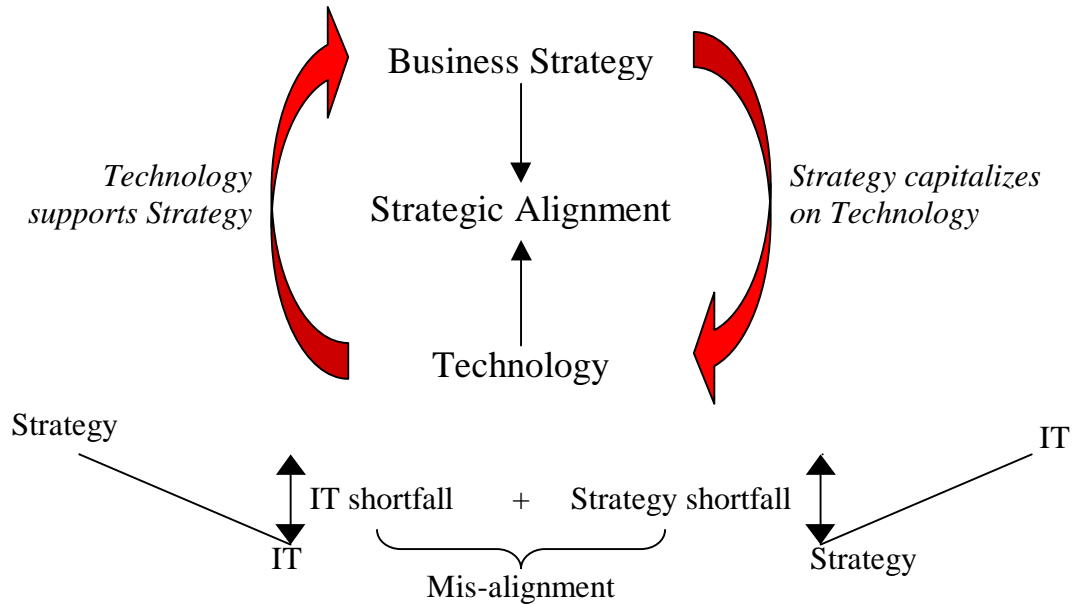 Business Strategy
Technology
supports Strategy
Strategic Alignment
Strategy capitalizes
on Technology
Technology
Strategy
IT
IT shortfall + Strategy shortfall
IT
Strategy
Mis-alignment